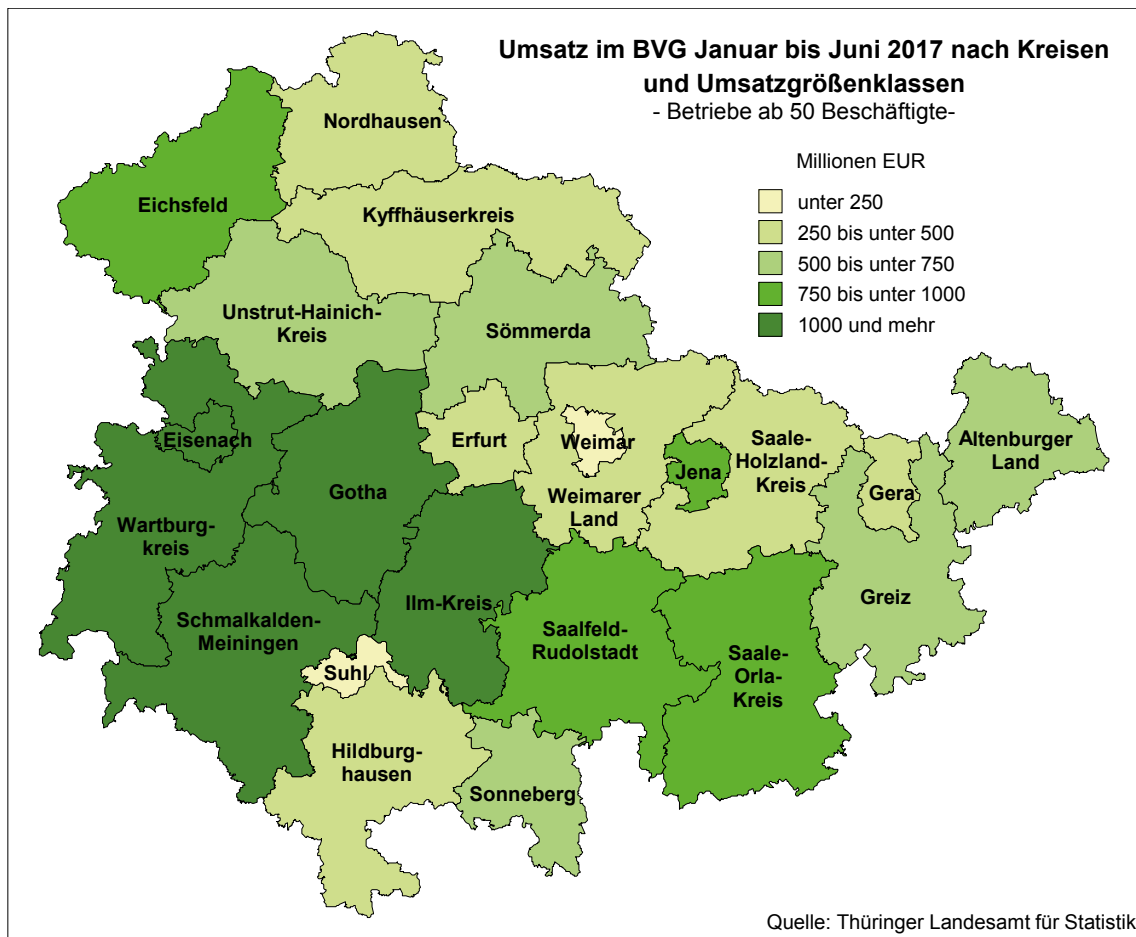 Umsatz im BVG Januar bis Juni 2017 nach Kreisen
und Umsatzgrößenklassen
- Betriebe ab 50 Beschäftigte-
Millionen EUR
unter 250
250 bis unter 500
500 bis unter 750
750 bis unter 1000
1000 und mehr
Nordhausen
Eichsfeld
Kyffhäuserkreis
Unstrut-Hainich-
Kreis
Sömmerda
Eisenach
Erfurt
Weimar
Saale-
Holzland-
Kreis
Altenburger
Land
Jena
Gotha
Gera
Weimarer
Land
Wartburg-
kreis
Greiz
Ilm-Kreis
Schmalkalden-
Meiningen
Saalfeld-
Rudolstadt
Saale-
Orla-
Kreis
Suhl
Hildburg-
hausen
Sonneberg
Quelle: Thüringer Landesamt für Statistik